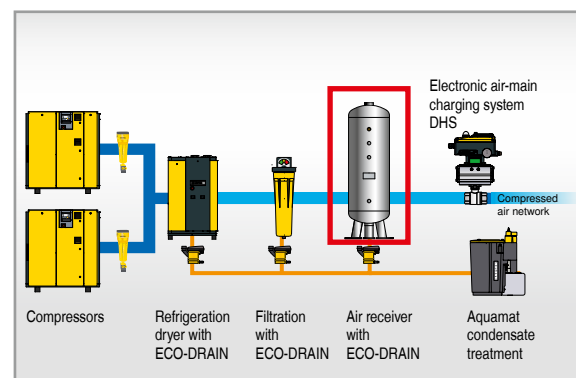 Electronic air-main
charging system
DHS
Compressed
air network
Compressors
Refrigeration
dryer with
ECO-DRAIN
Filtration
with
ECO-DRAIN
Air receiver
with
ECO-DRAIN
Aquamat
condensate
treatment